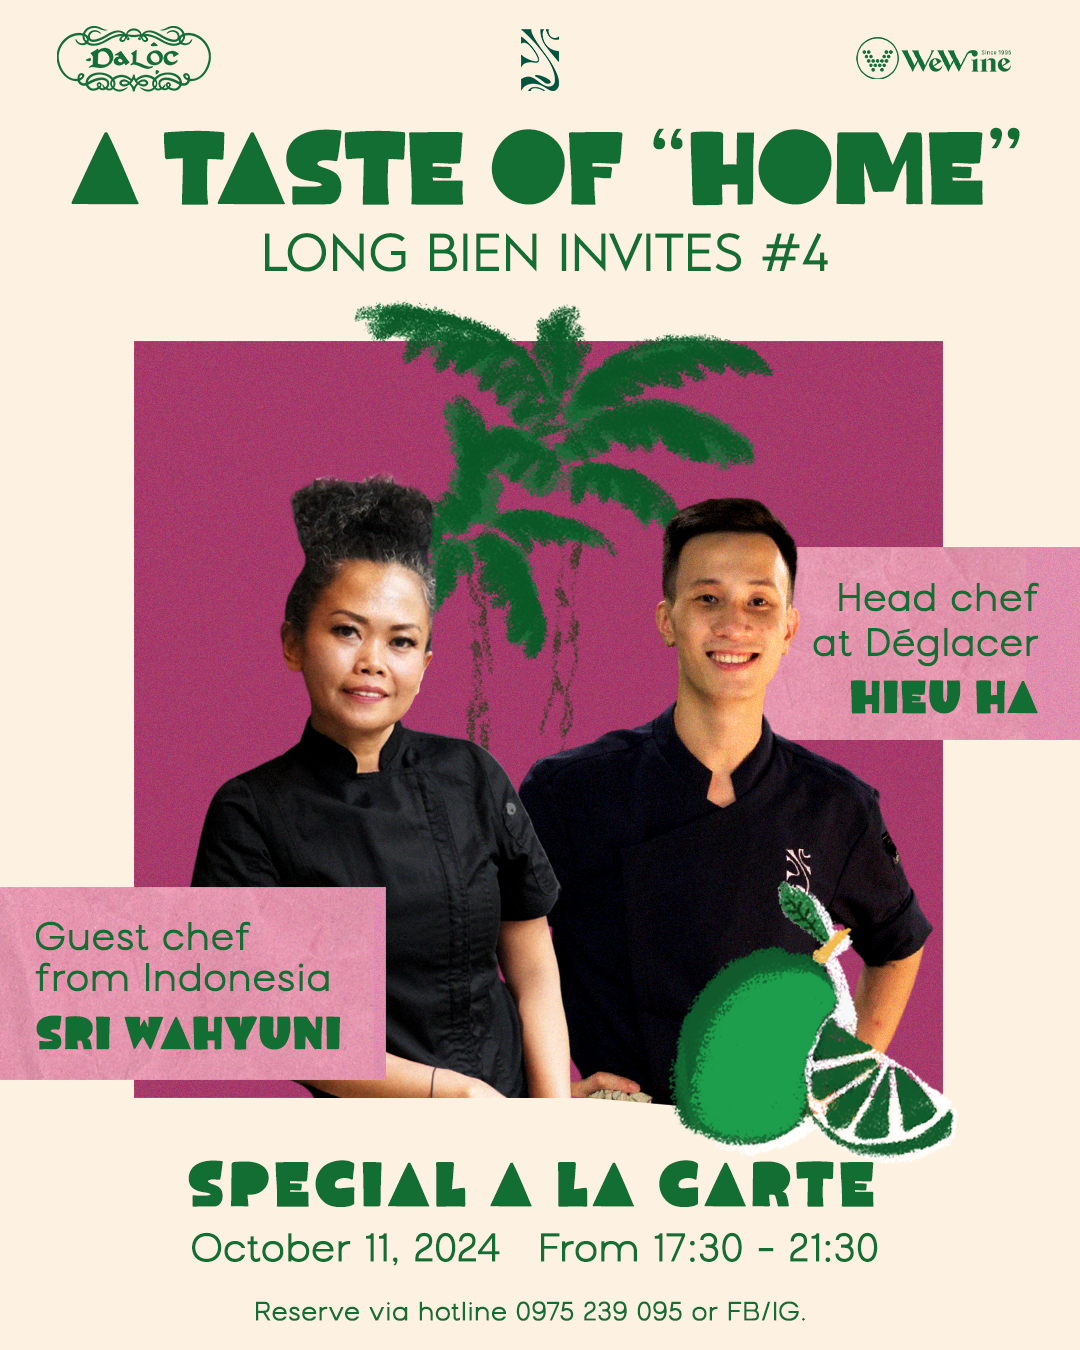 DALÒC
Since 1995
WeWine
A TASTE OF “HOME”
LONG BIEN INVITES #4
Head chef
at Déglacer
HIEU HA
Guest chef
from Indonesia
SRI WAHYUNI
SPECIAL A LA CARTE
October 11, 2024 From 17:30 - 21:30
Reserve via hotline 0975 239 095 or FB/IG.